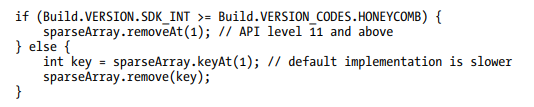 if (Build.VERSION.SDK_INT >= Build.VERSION_CODES.HONEYCOMB) {
    sparseArray.removeAt(1); // API level 11 and above
} else {
    int key = sparseArray.keyAt(1); // default implementation is slower
    sparseArray.remove(key);
}